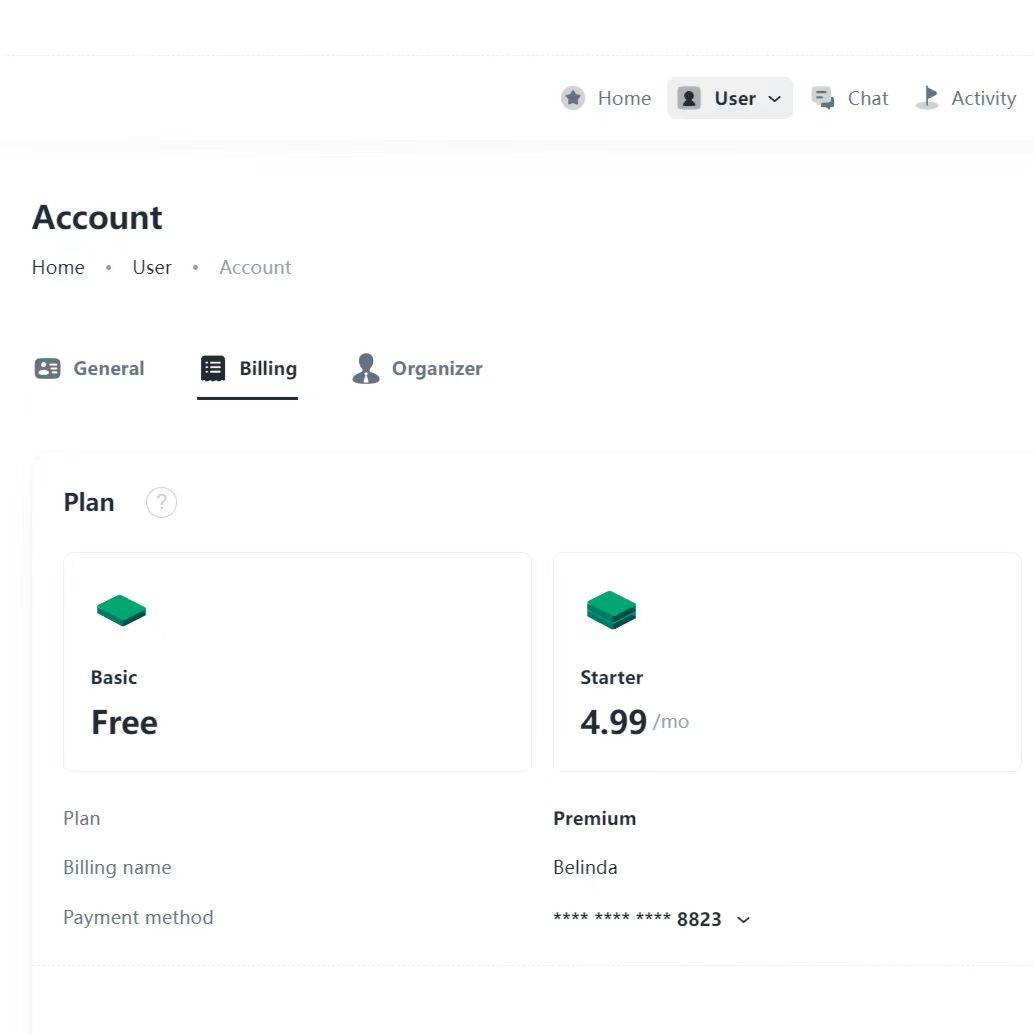 Home User Chat Activity
Account
Home • User • Account
General Billing Organizer
Plan ?
Basic Starter
Free 4.99 /mo
Plan Premium
Billing name Belinda
Payment method **** **** **** 8823